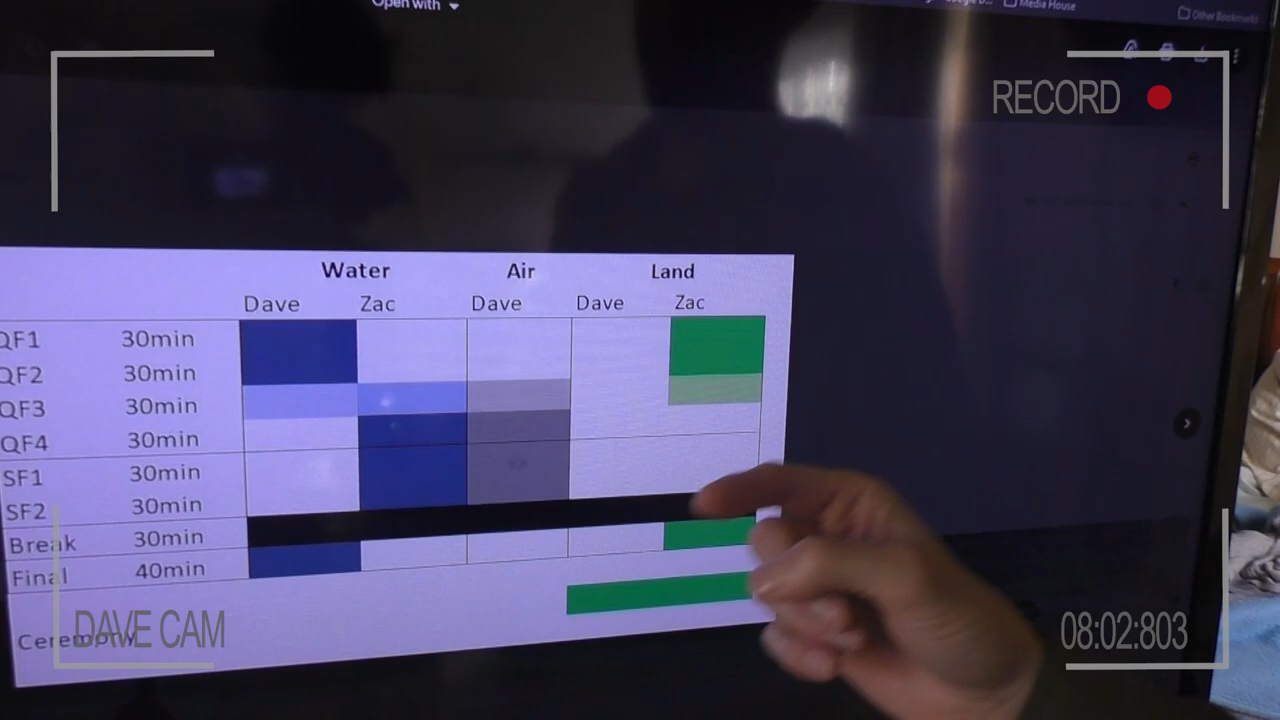 Open with
Media House
Other Bookmarks
RECORD
Water Air Land
Dave Zac Dave Dave Zac
QF1 30min
QF2 30min
QF3 30min
QF4 30min
SF1 30min
SF2 30min
Break 30min
Final 40min
DAVE CAM
08:02:803